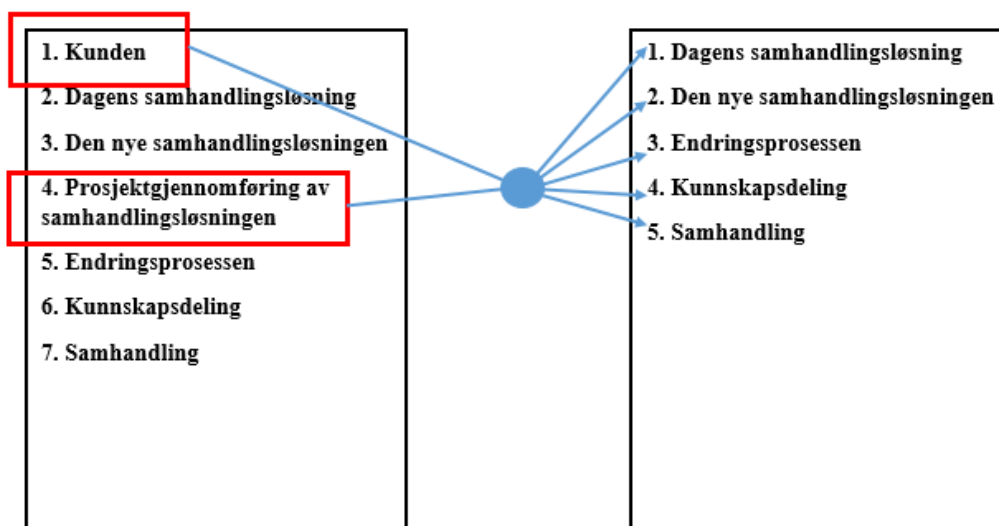 1. Kunden
2. Dagens samhandlingsløsning
3. Den nye samhandlingsløsningen
4. Prosjektgjennomføring av
samhandlingsløsningen
5. Endringsprosessen
6. Kunnskapsdeling
7. Samhandling
1. Dagens samhandlingsløsning
2. Den nye samhandlingsløsningen
3. Endringsprosessen
4. Kunnskapsdeling
5. Samhandling